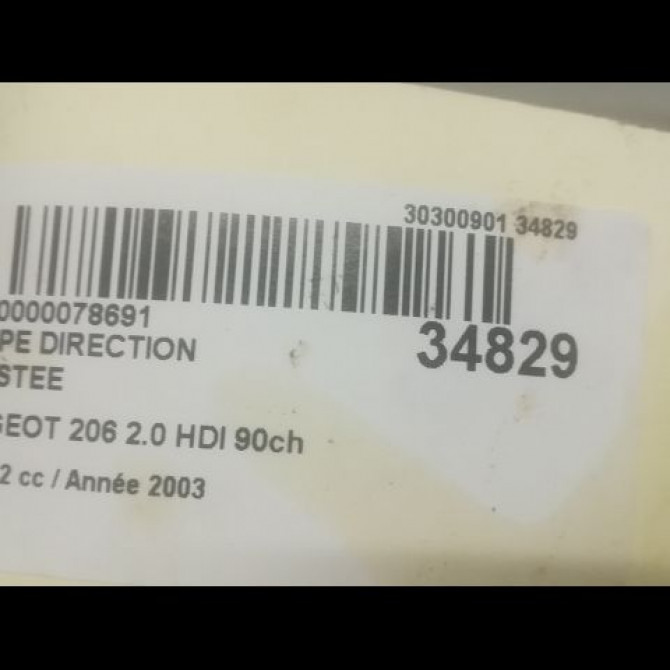 30300901 34829
0000078691
34829
PE DIRECTION
STEE
GEOT 206 2.0 HDI 90ch
2 cc / Année 2003